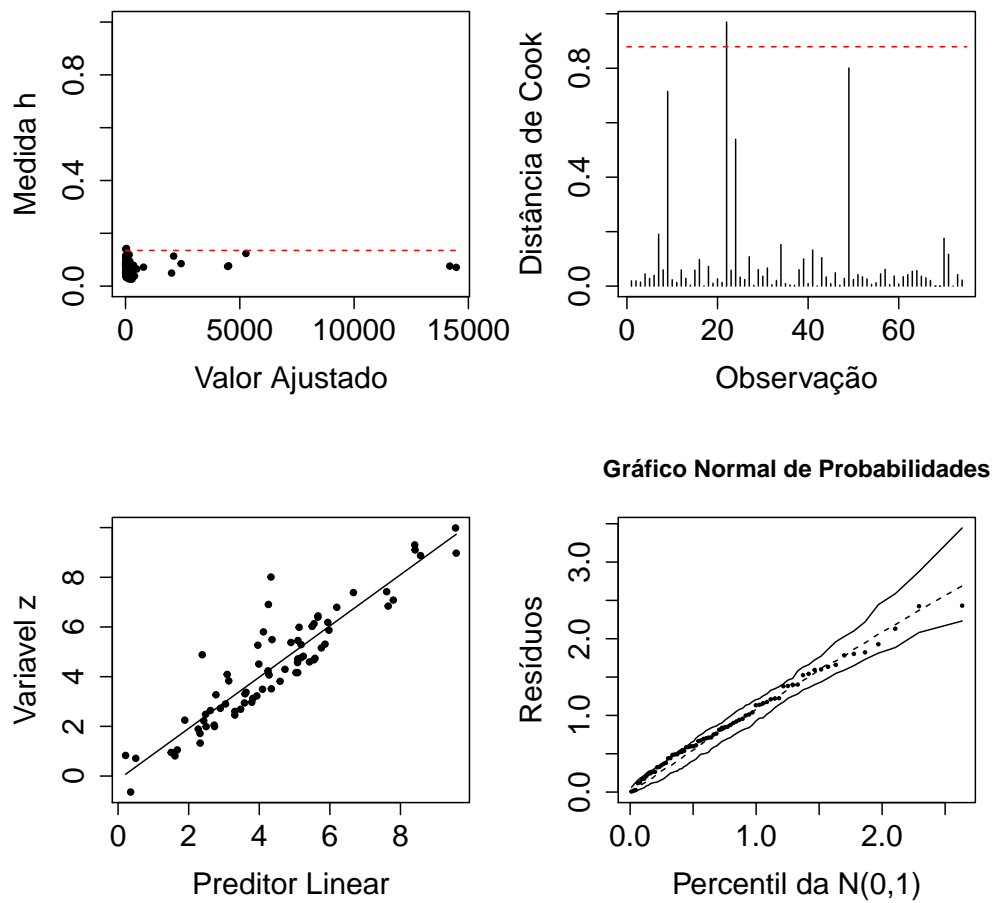 Medida h
0.0 0.4 0.8
0 5000 10000 15000
Valor Ajustado
Distância de Cook
0.0 0.4 0.8
0 20 40 60
Observação
Variavel z
0 2 4 6 8
0 2 4 6 8
Preditor Linear
Gráfico Normal de Probabilidades
Resíduos
0.0 1.0 2.0 3.0
0.0 1.0 2.0
Percentil da N(0,1)